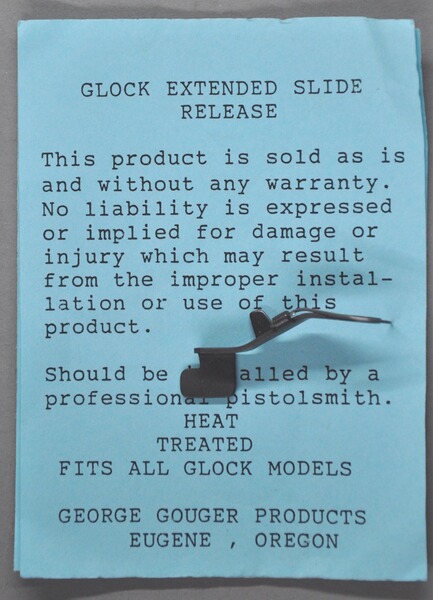 GLOCK EXTENDED SLIDE
RELEASE
This product is sold as is
and without any warranty.
No liability is expressed
or implied for damage or
injury which may result
from the improper instal-
lation or use of this
product.
Should be by a
professional pistolsmith.
HEAT
TREATED
FITS ALL GLOCK MODELS
GEORGE GOUGER PRODUCTS
EUGENE , OREGON